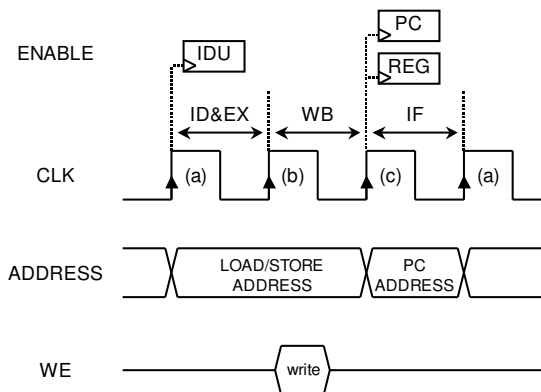 PC
ENABLE
IDU
REG
ID&EX
WB
IF
CLK
(a)
(b)
(c)
(a)
ADDRESS
LOAD/STORE
ADDRESS
PC
ADDRESS
WE
write